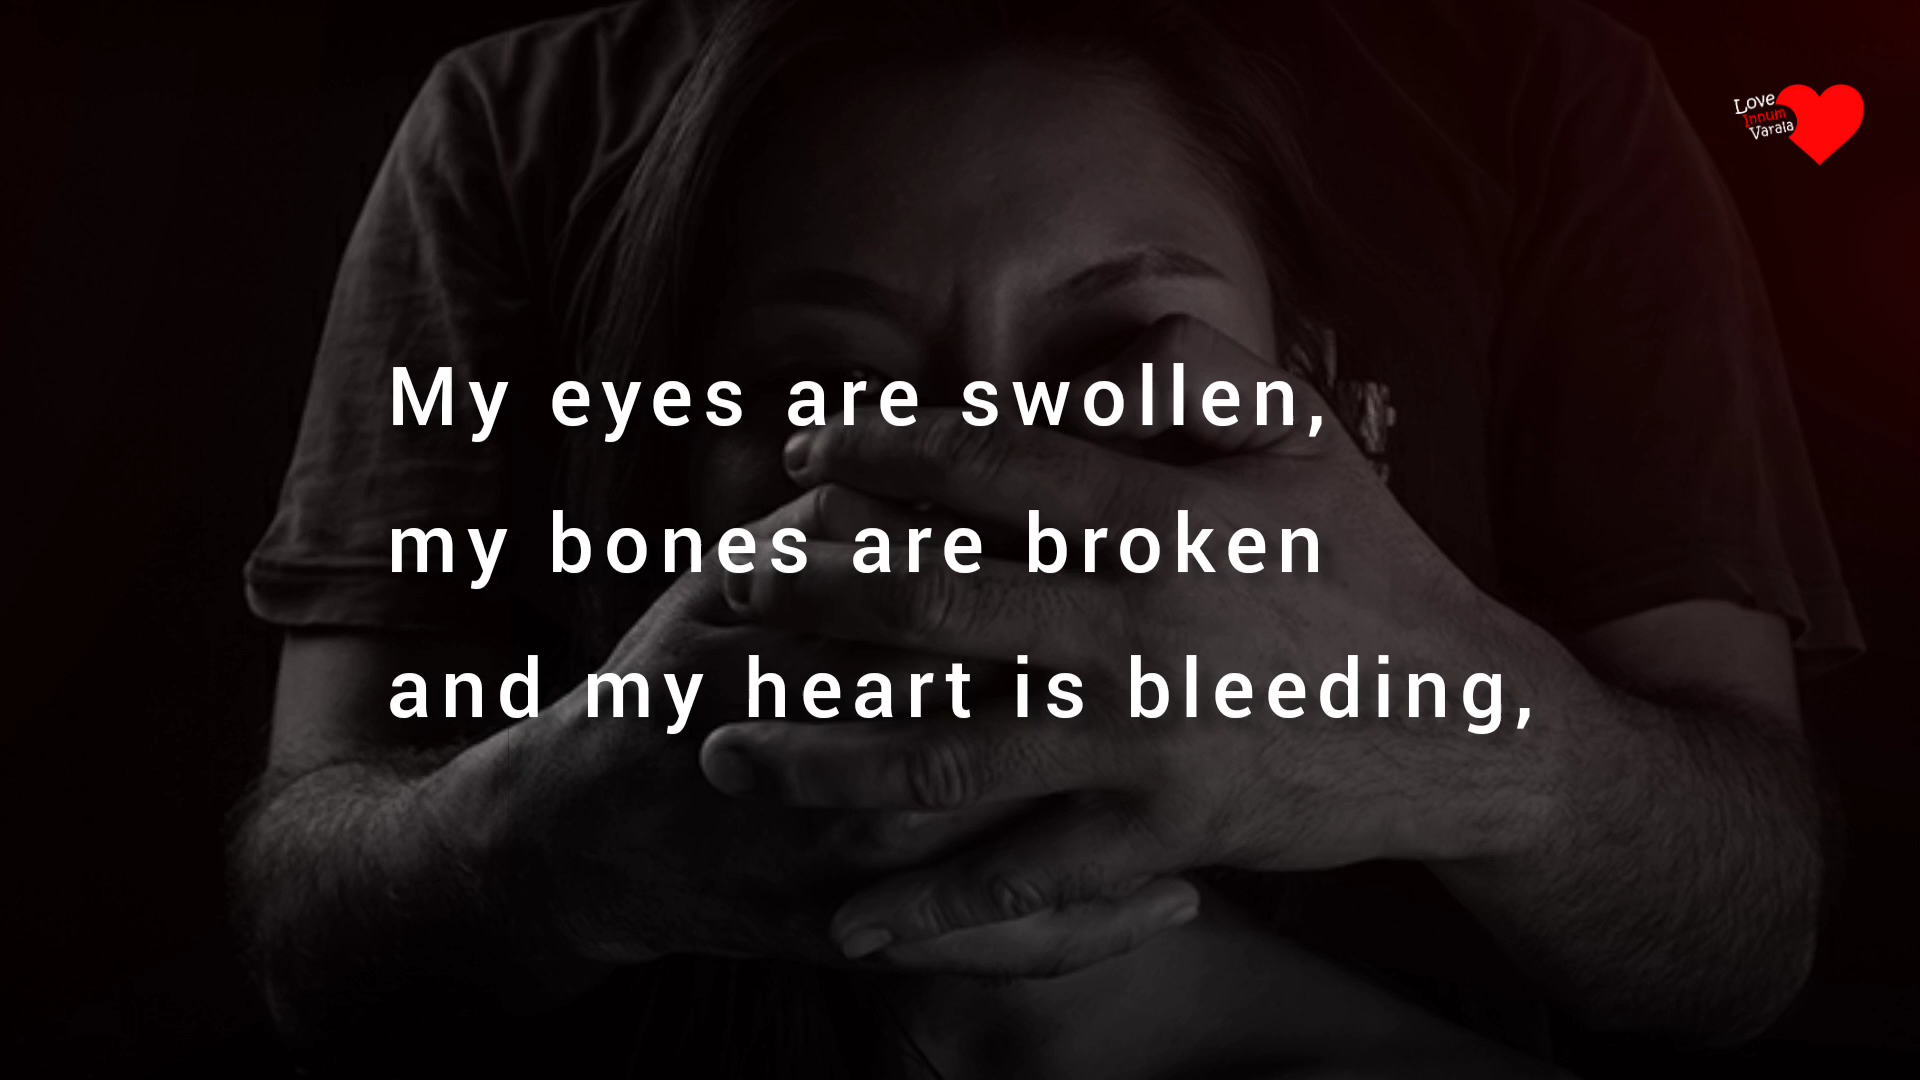 Love
Innum
Varala
My eyes are swollen,
my bones are broken
and my heart is bleeding,